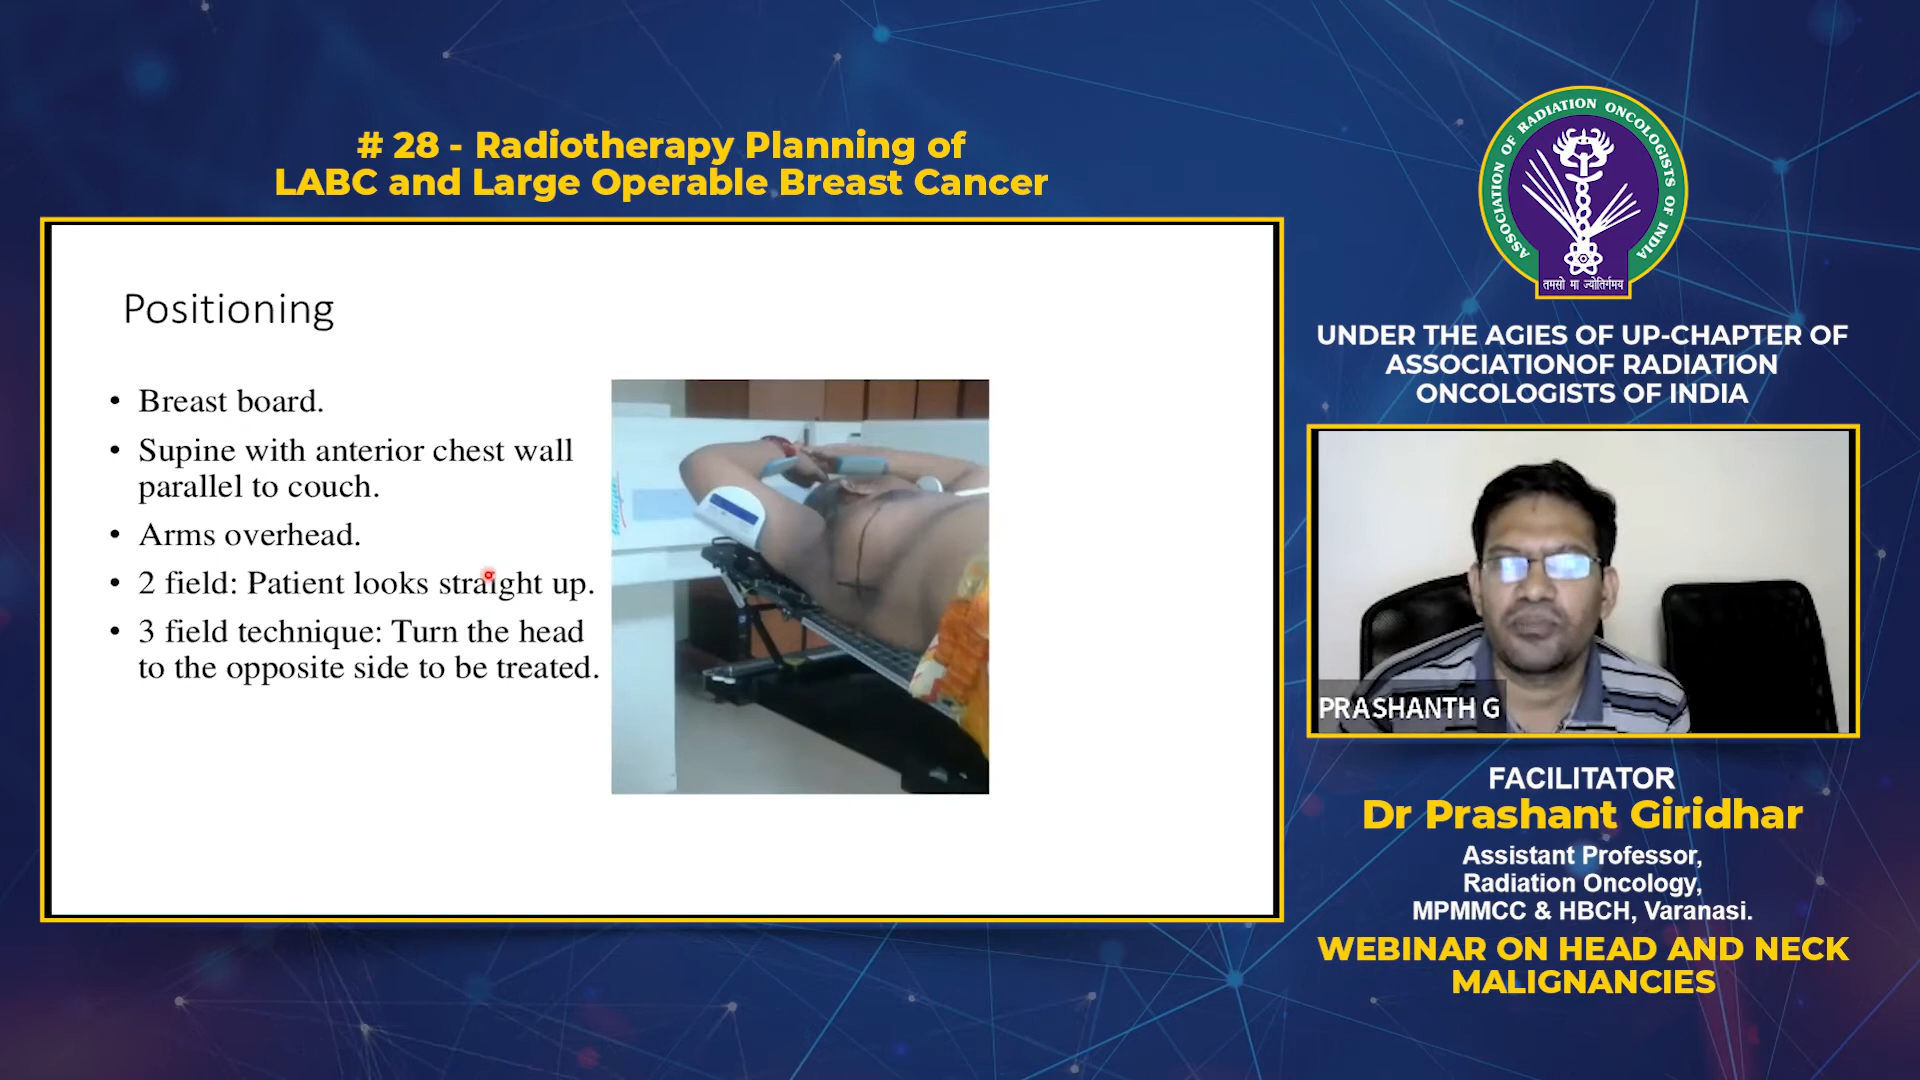 # 28 - Radiotherapy Planning of
LABC and Large Operable Breast Cancer
Positioning
• Breast board.
• Supine with anterior chest wall
parallel to couch.
• Arms overhead.
• 2 field: Patient looks straight up.
• 3 field technique: Turn the head
to the opposite side to be treated.
ASSOCIATION OF RADIATION ONCOLOGISTS OF INDIA
तमसो मा ज्योतिर्गमय
UNDER THE AGIES OF UP-CHAPTER OF
ASSOCIATIONOF RADIATION
ONCOLOGISTS OF INDIA
PRASHANTH G
FACILITATOR
Dr Prashant Giridhar
Assistant Professor,
Radiation Oncology,
MPMMCC & HBCH, Varanasi.
WEBINAR ON HEAD AND NECK
MALIGNANCIES